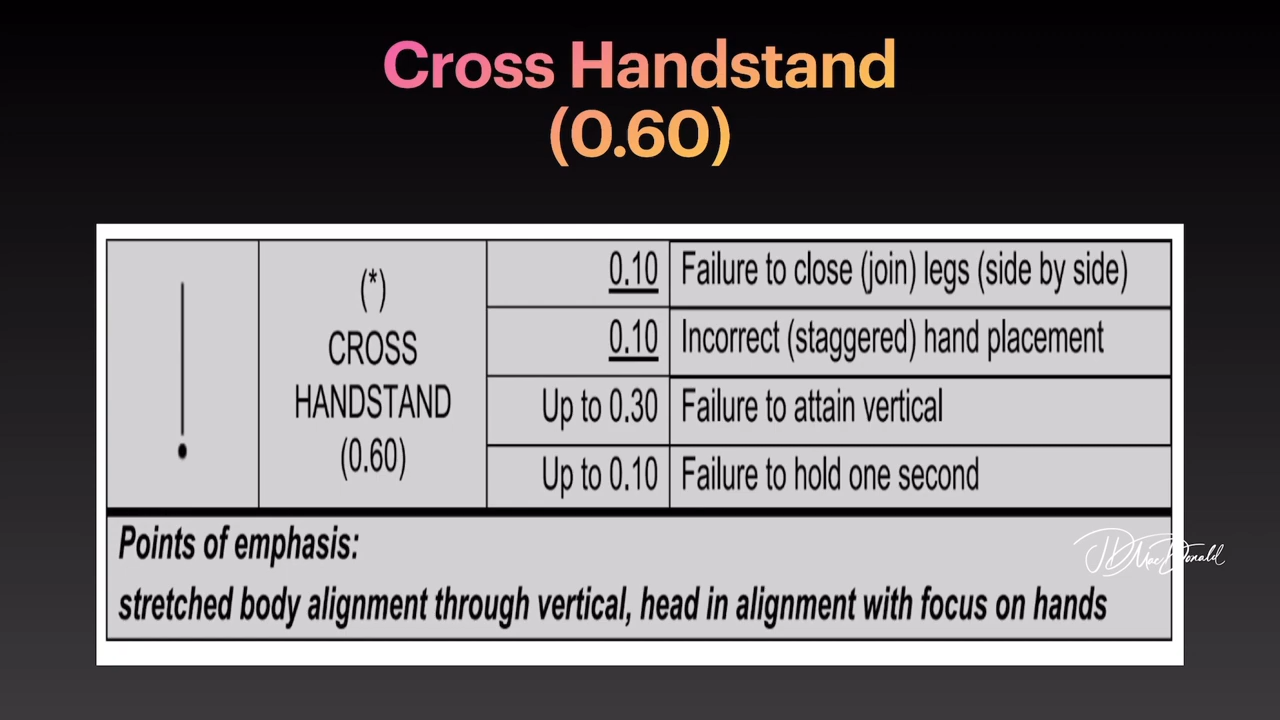 Cross Handstand
(0.60)
(*)
CROSS
HANDSTAND
(0.60)
0.10 Failure to close (join) legs (side by side)
0.10 Incorrect (staggered) hand placement
Up to 0.30 Failure to attain vertical
Up to 0.10 Failure to hold one second
Points of emphasis:
stretched body alignment through vertical, head in alignment with focus on hands
JDMacDonald